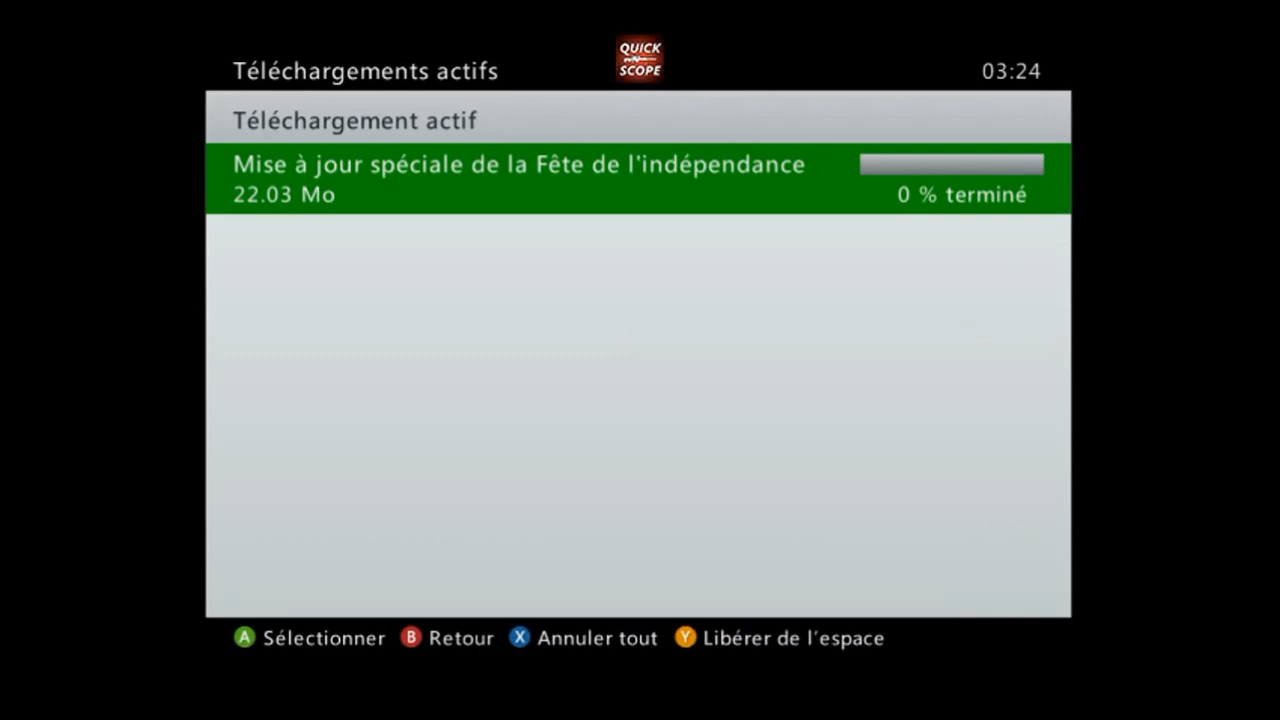 Téléchargements actifs
QUICK
SCOPE
03:24
Téléchargement actif
Mise à jour spéciale de la Fête de l'indépendance
22.03 Mo
0 % terminé
A Sélectionner B Retour X Annuler tout Y Libérer de l'espace